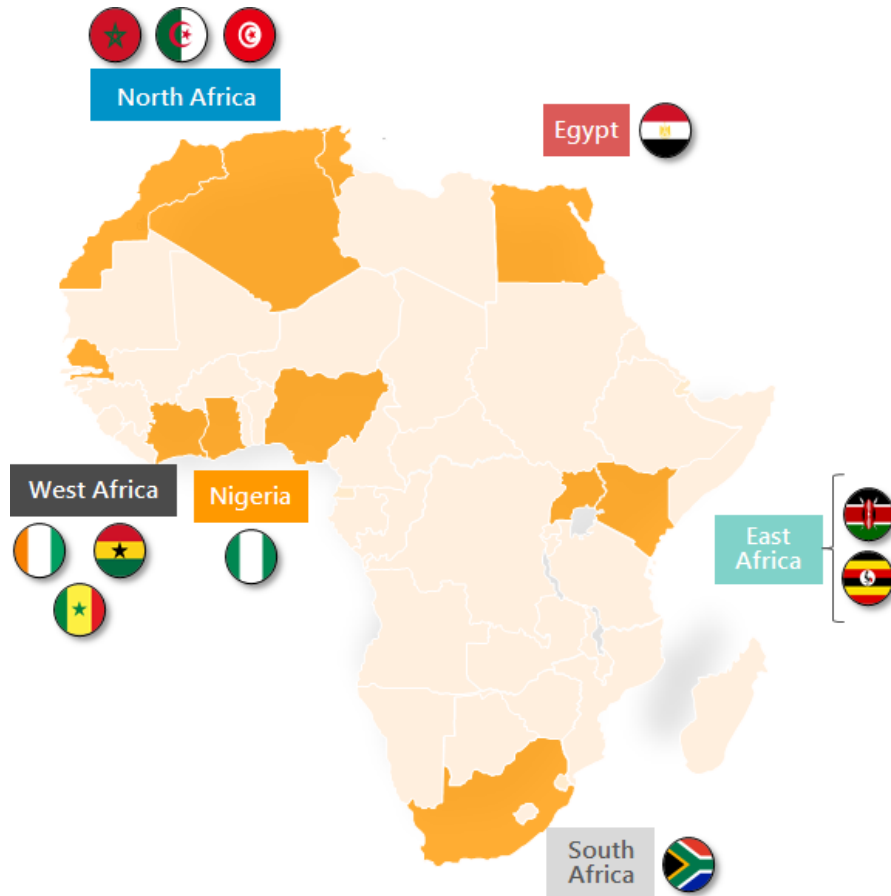 North Africa
Egypt
West Africa
Nigeria
East
Africa
South
Africa